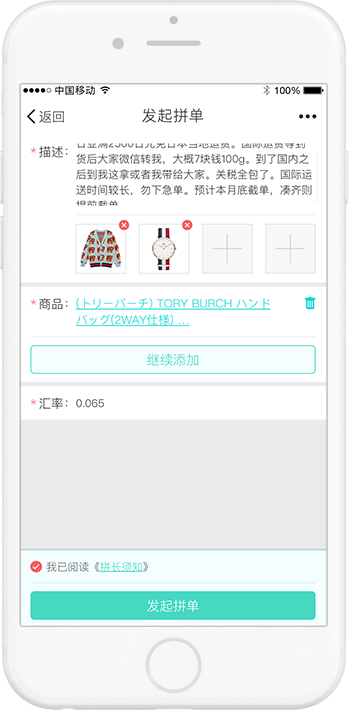 中国移动
100%
返回
发起拼单
*描述：
日亚满2500日元免日本当地运费。国际运费等到
货后大家微信转我，大概7块钱100g。到了国内之
后到我这拿或者我带给大家。关税全包了。国际运
送时间较长，勿下急单。预计本月底截单，凑齐则
提前截单
*商品：
(トリーバーチ) TORY BURCH ハンド
バッグ(2WAY仕様) ...
继续添加
*汇率：0.065
我已阅读《拼长须知》
发起拼单